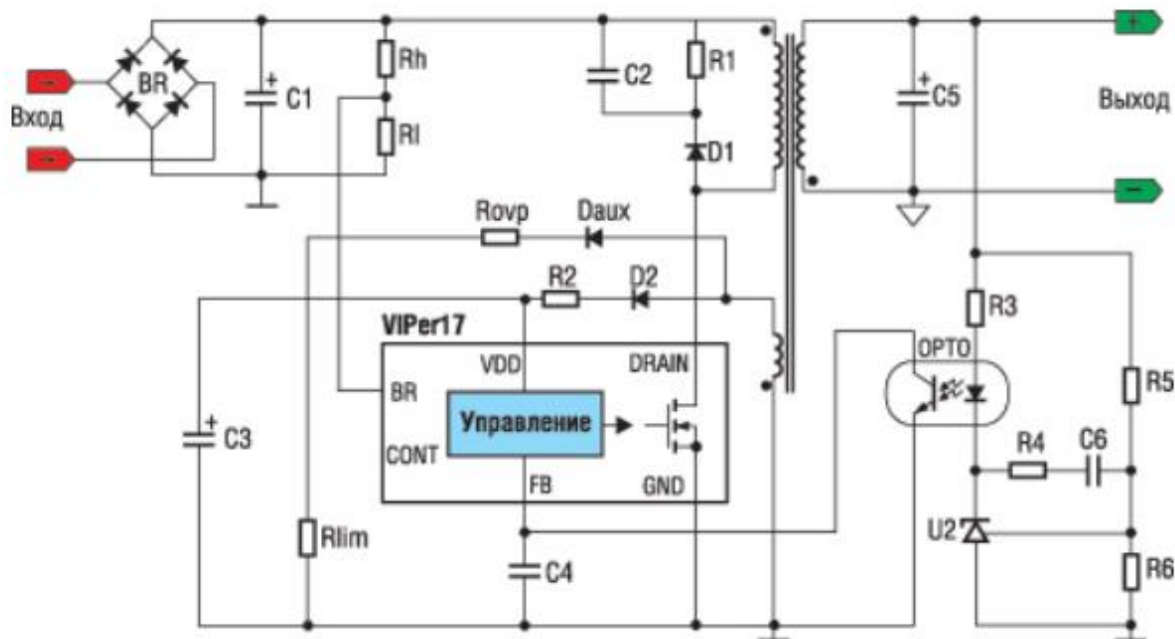 BR
Вход
C1
Rh
Rl
C2
R1
D1
C5
Выход
Rovp
Daux
R2
D2
VIPer17
VDD
DRAIN
BR
Управление
CONT
FB
GND
C3
Rlim
C4
OPTO
R3
R5
R4
C6
U2
R6